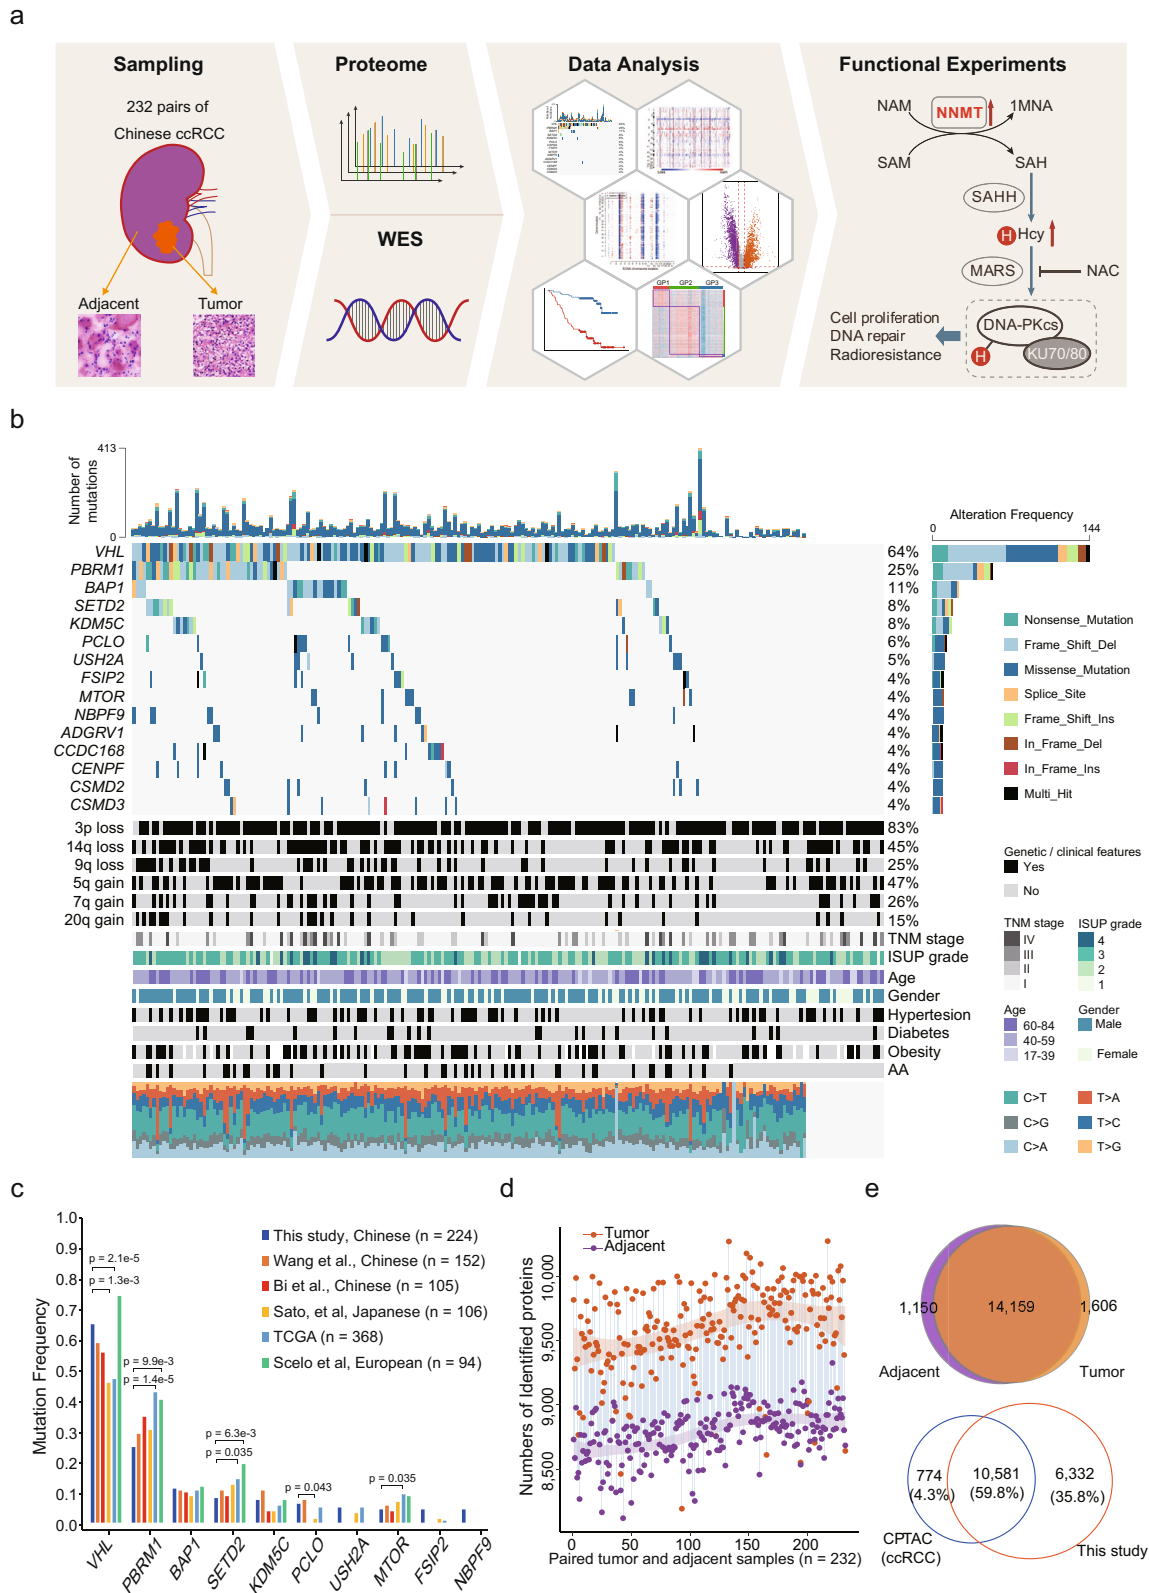 a
Sampling
Proteome
Data Analysis
Functional Experiments
232 pairs of
Chinese ccRCC
Adjacent
Tumor
WES
GP1
GP2
GP3
NAM
NNMT
1MNA
SAM
SAH
SAHH
H
Hcy
MARS
NAC
Cell proliferation
DNA repair
Radioresistance
DNA-PKcs
H
KU70/80
b
413
Number of
mutations
0
0
Alteration Frequency
144
VHL
64%
PBRM1
25%
BAP1
11%
SETD2
8%
KDM5C
8%
PCLO
6%
USH2A
5%
FSIP2
4%
MTOR
4%
NBPF9
4%
ADGRV1
4%
CCDC168
4%
CENPF
4%
CSMD2
4%
CSMD3
4%
3p loss
83%
14q loss
45%
9q loss
25%
5q gain
47%
7q gain
26%
20q gain
15%
TNM stage
ISUP grade
Age
Gender
Hypertesion
Diabetes
Obesity
AA
Nonsense_Mutation
Frame_Shift_Del
Missense_Mutation
Splice_Site
Frame_Shift_Ins
In_Frame_Del
In_Frame_Ins
Multi_Hit
Genetic / clinical features
Yes
No
TNM stage
IV
III
II
I
ISUP grade
4
3
2
1
Age
60-84
40-59
17-39
Gender
Male
Female
C>T
T>A
C>G
T>C
C>A
T>G
c
Mutation Frequency
1.0
0.9
0.8
0.7
0.6
0.5
0.4
0.3
0.2
0.1
0.0
p = 2.1e-5
p = 1.3e-3
p = 9.9e-3
p = 1.4e-5
p = 6.3e-3
p = 0.035
p = 0.043
p = 0.035
This study, Chinese (n = 224)
Wang et al., Chinese (n = 152)
Bi et al., Chinese (n = 105)
Sato, et al, Japanese (n = 106)
TCGA (n = 368)
Scelo et al, European (n = 94)
VHL
PBRM1
BAP1
SETD2
KDM5C
PCLO
USH2A
MTOR
FSIP2
NBPF9
d
Numbers of Identified proteins
Tumor
Adjacent
10,000
9,500
9,000
8,500
0
50
100
150
200
Paired tumor and adjacent samples (n = 232)
e
1,150
14,159
1,606
Adjacent
Tumor
774
(4.3%)
10,581
(59.8%)
6,332
(35.8%)
CPTAC
(ccRCC)
This study